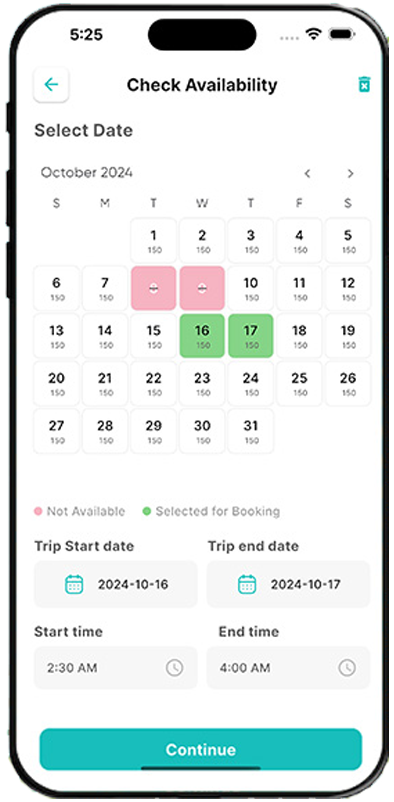 5:25
Check Availability
Select Date
October 2024
S M T W T F S
1 2 3 4 5
150 150 150 150 150
6 7 10 11 12
150 150 150 150 150
13 14 15 16 17 18 19
150 150 150 150 150 150 150
20 21 22 23 24 25 26
150 150 150 150 150 150 150
27 28 29 30 31
150 150 150 150 150
Not Available Selected for Booking
Trip Start date Trip end date
2024-10-16 2024-10-17
Start time End time
2:30 AM 4:00 AM
Continue